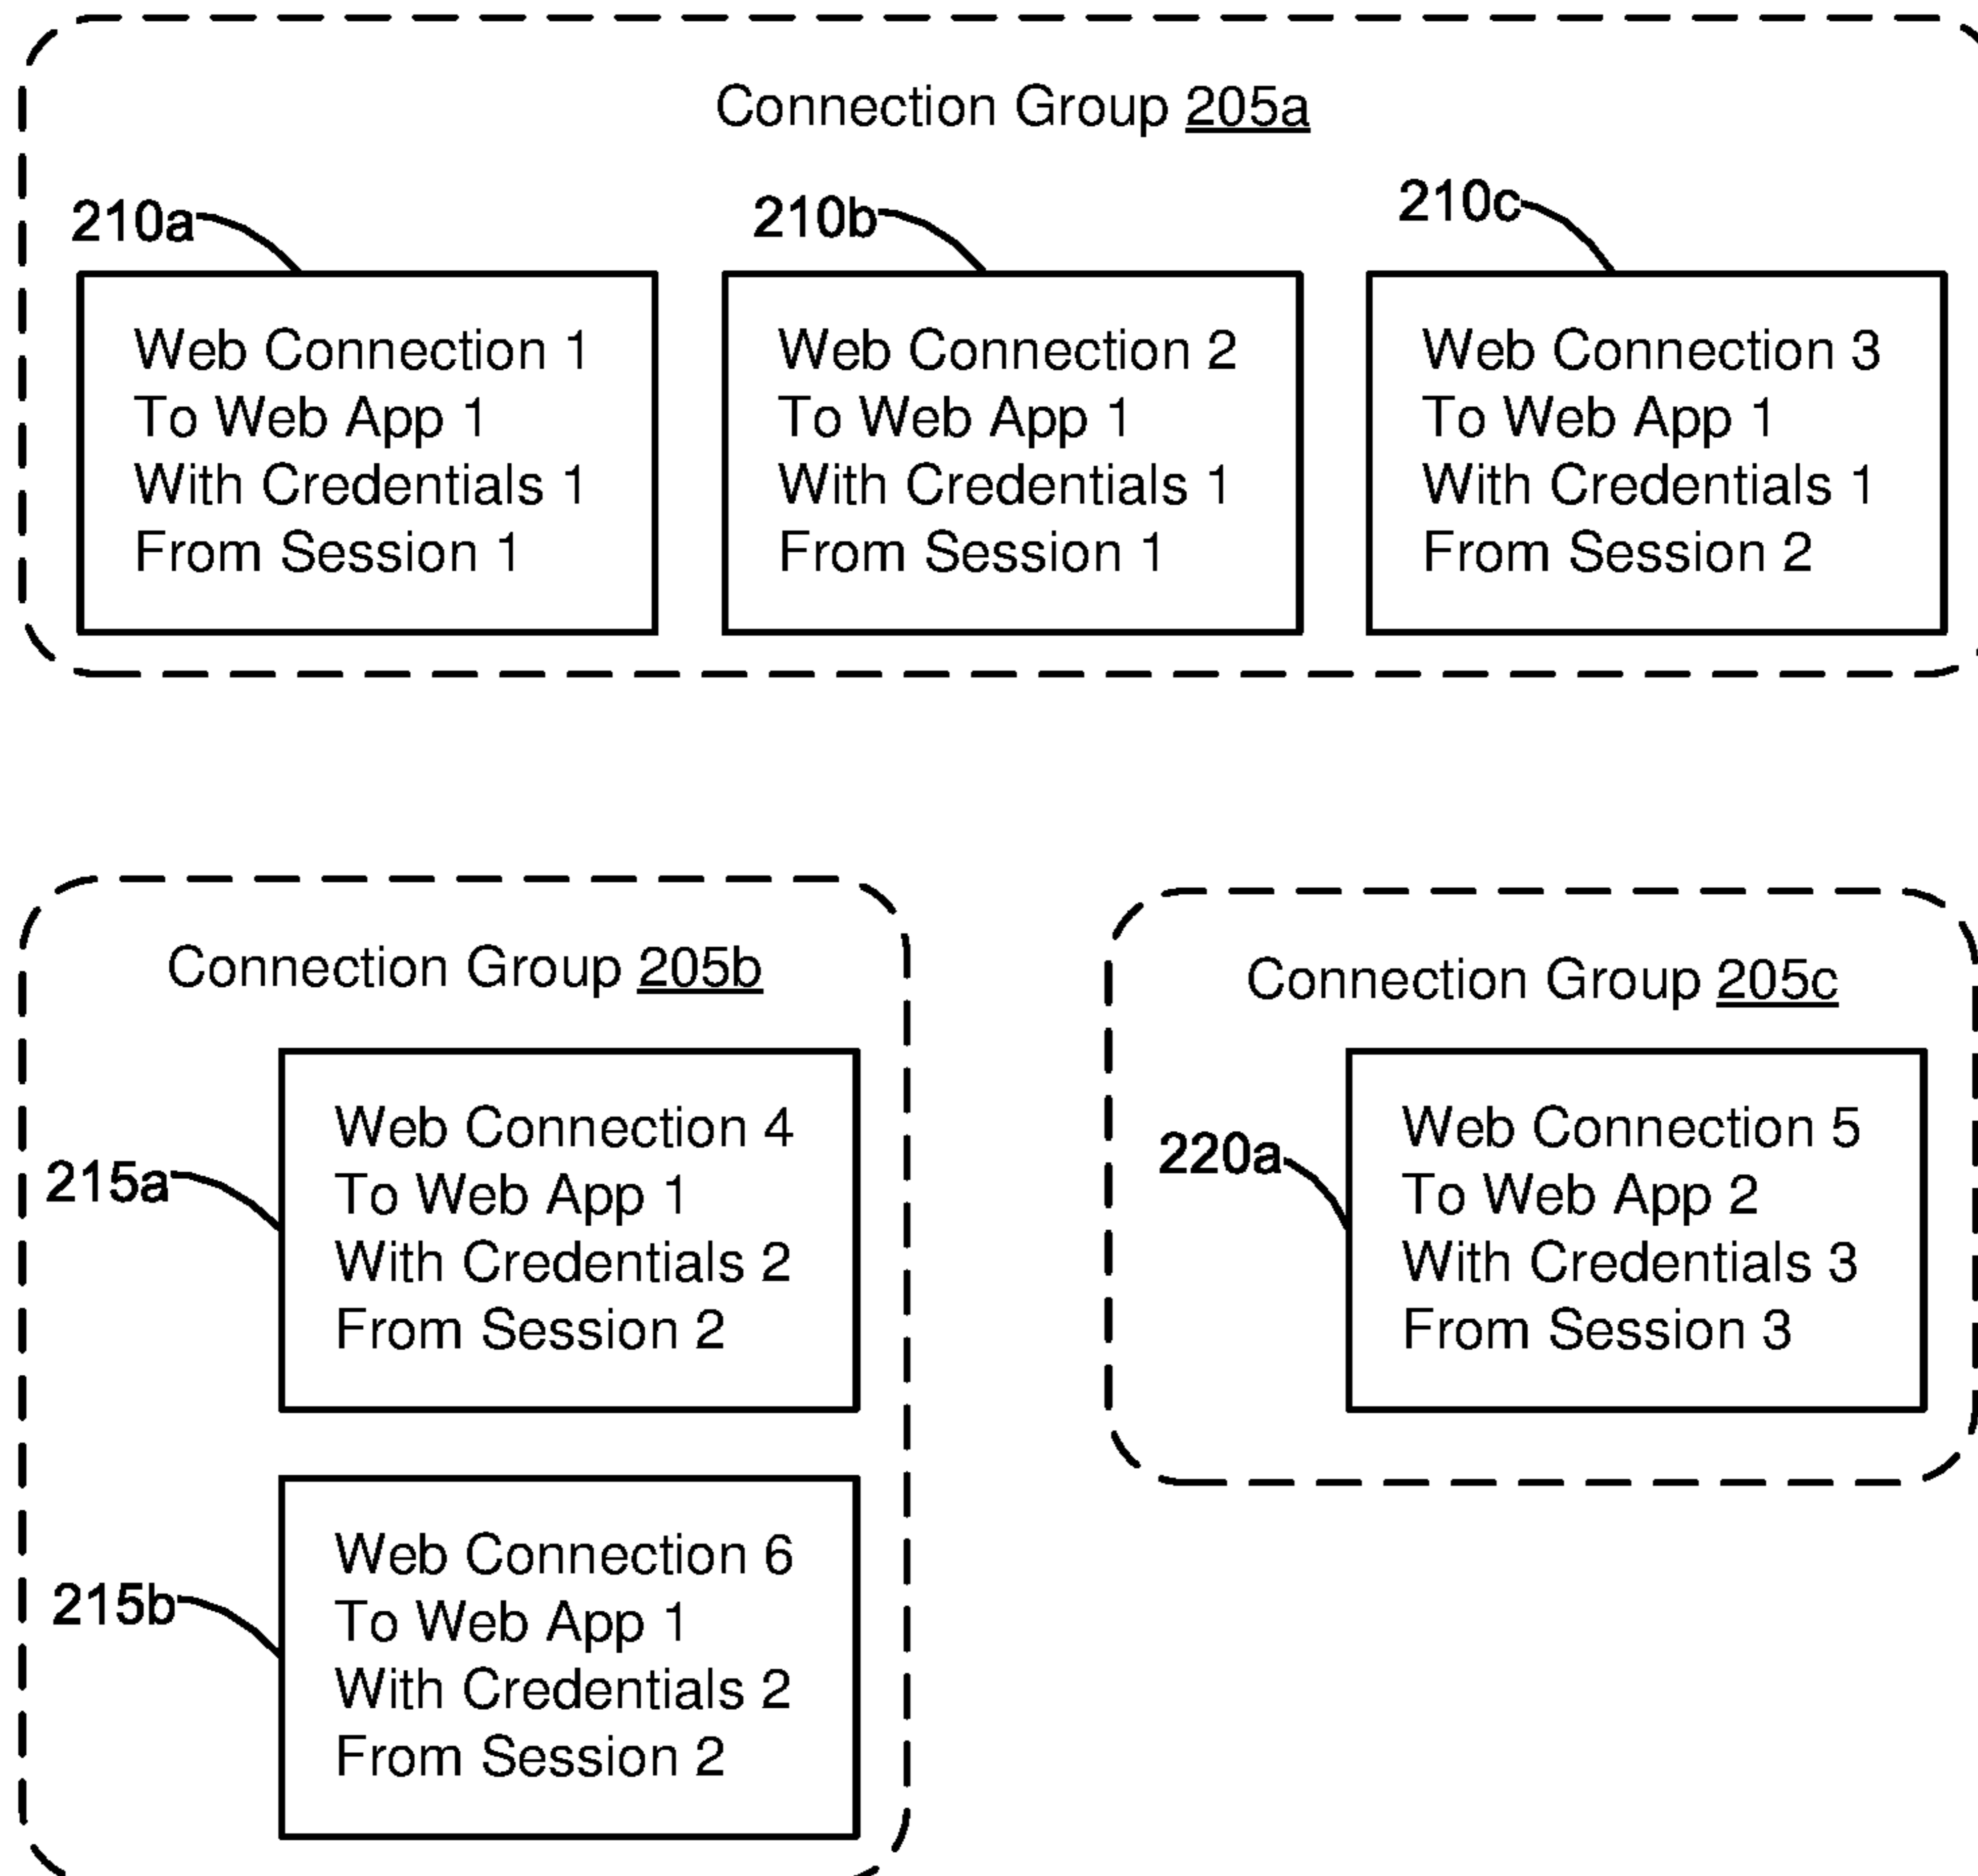 Connection Group 205a
210a
210b
210c
Web Connection 1
To Web App 1
With Credentials 1
From Session 1
Web Connection 2
To Web App 1
With Credentials 1
From Session 1
Web Connection 3
To Web App 1
With Credentials 1
From Session 2
Connection Group 205b
215a
Web Connection 4
To Web App 1
With Credentials 2
From Session 2
215b
Web Connection 6
To Web App 1
With Credentials 2
From Session 2
Connection Group 205c
220a
Web Connection 5
To Web App 2
With Credentials 3
From Session 3